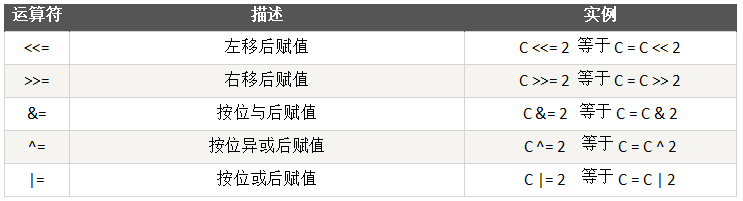 运算符 描述 实例
<<= 左移后赋值 C <<= 2 等于 C = C << 2
>>= 右移后赋值 C >>= 2 等于 C = C >> 2
&= 按位与后赋值 C &= 2 等于 C = C & 2
^= 按位异或后赋值 C ^= 2 等于 C = C ^ 2
|= 按位或后赋值 C |= 2 等于 C = C | 2